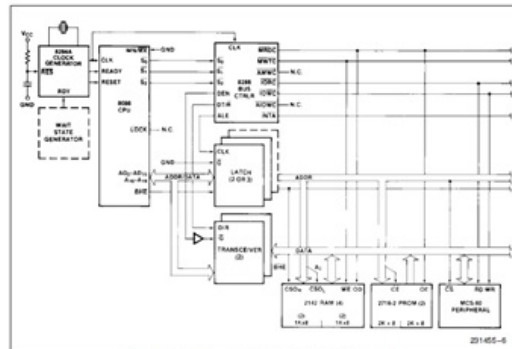 VCC
GND
8284A
CLOCK
GENERATOR
RES
RDY
WAIT
STATE
GENERATOR
CLK
READY
RESET
MN/MX
GND
S0
S1
S2
8086
CPU
LOCK
N.C.
AD0-AD15
A16-A19
BHE
CLK
S0
S1
S2
DEN
DT/R
ALE
8288
BUS
CTRLR
MRDC
MWTC
AMWC
N.C.
IORC
IOWC
AIOWC
N.C.
INTA
GND
ADDR/DATA
CLK
G
LATCH
(2 OR 3)
ADDR
DIR
G
TRANSCEIVER
(2)
DATA
BHE
A0
WE OD
2142 RAM (4)
(2)
1K×8
(2)
1K×8
CE
OE
2716-2 PROM (2)
2K × 8
2K × 8
CS
RD WR
MCS-80
PERIPHERAL
231455-6